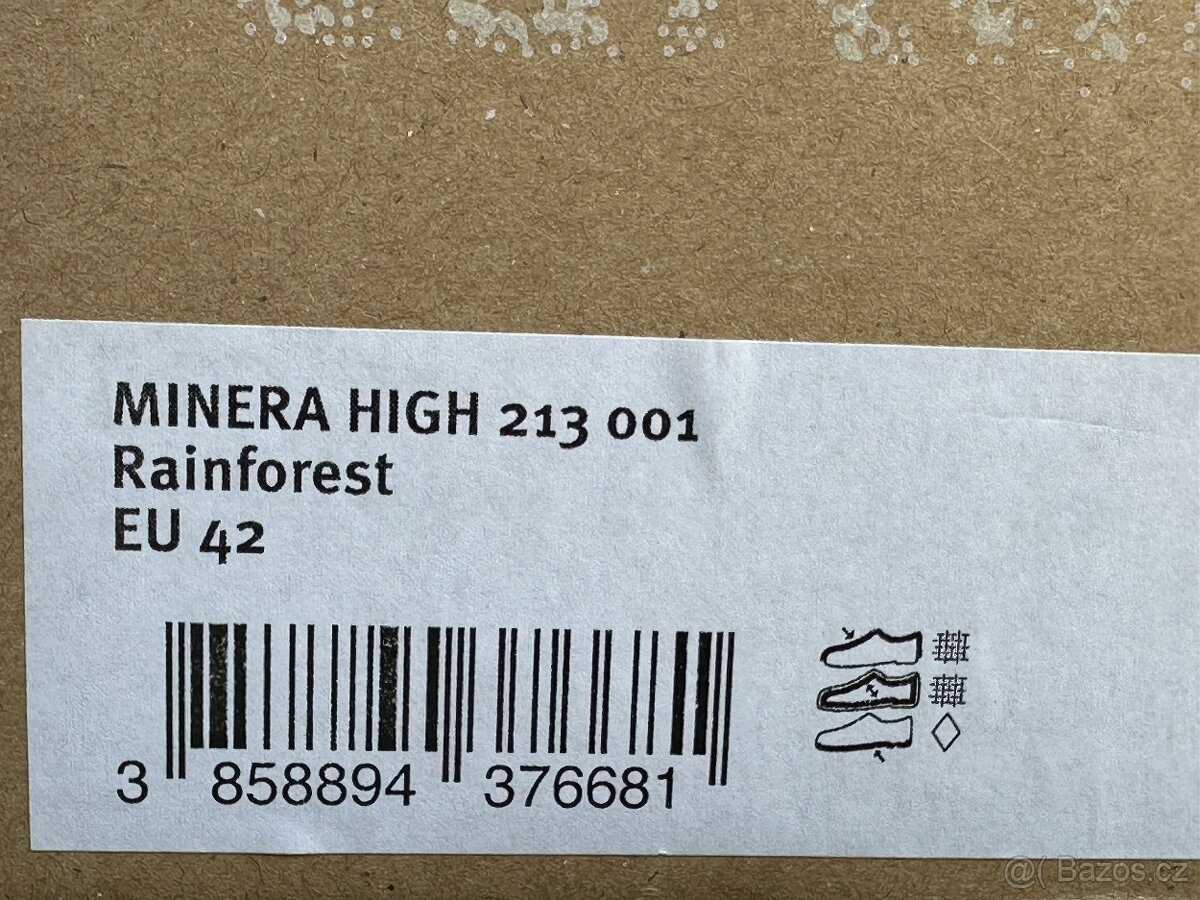 MINERA HIGH 213 001
Rainforest
EU 42
3 858894 376681
@( Bazos.cz